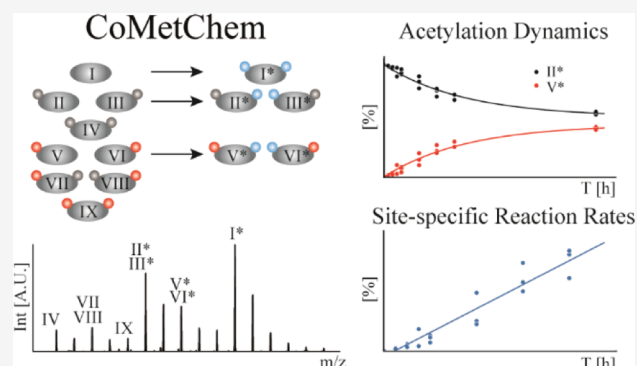 CoMetChem
I
I*
II
III
II*
III*
IV
V
VI
V*
VI*
VII
VIII
IX
Int [A.U.]
IV
VII
VIII
IX
II*
III*
V*
VI*
I*
m/z
Acetylation Dynamics
II*
V*
[%]
T [h]
Site-specific Reaction Rates
[%]
T [h]